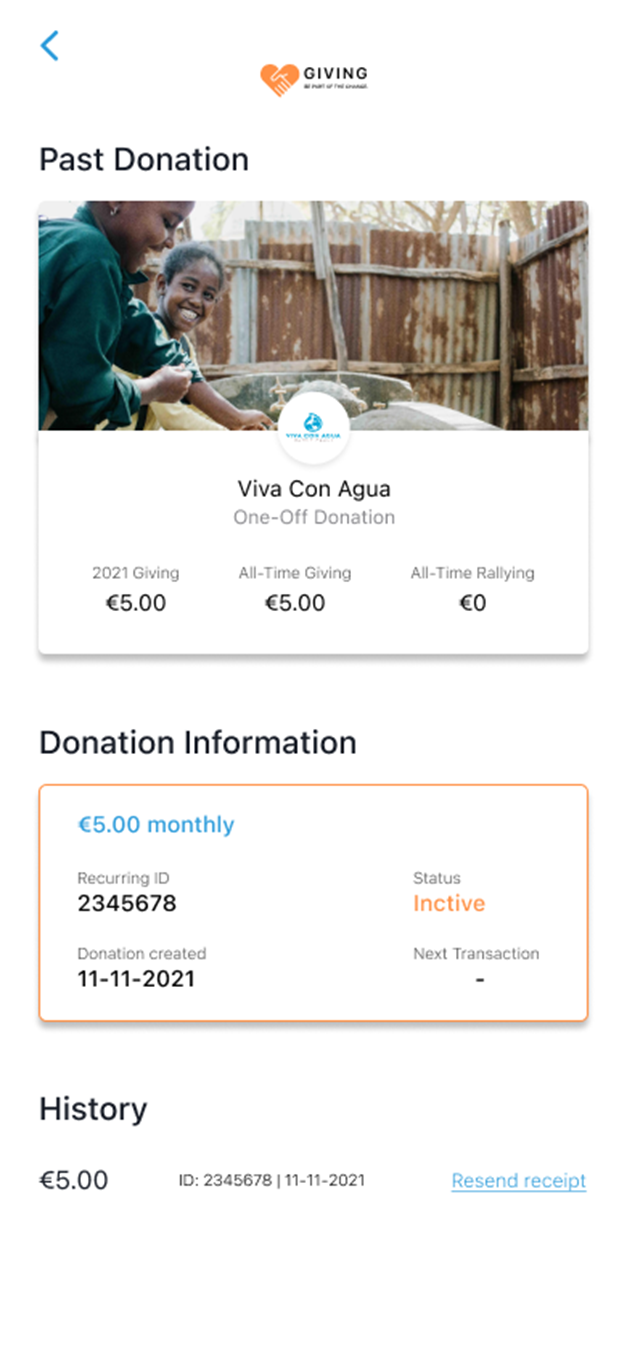 GIVING
BE PART OF THE CHANGE
Past Donation
VIVA CON AGUA
Viva Con Agua
One-Off Donation
2021 Giving All-Time Giving All-Time Rallying
€5.00 €5.00 €0
Donation Information
€5.00 monthly
Recurring ID Status
2345678 Inctive
Donation created Next Transaction
11-11-2021 -
History
€5.00 ID: 2345678 | 11-11-2021 Resend receipt